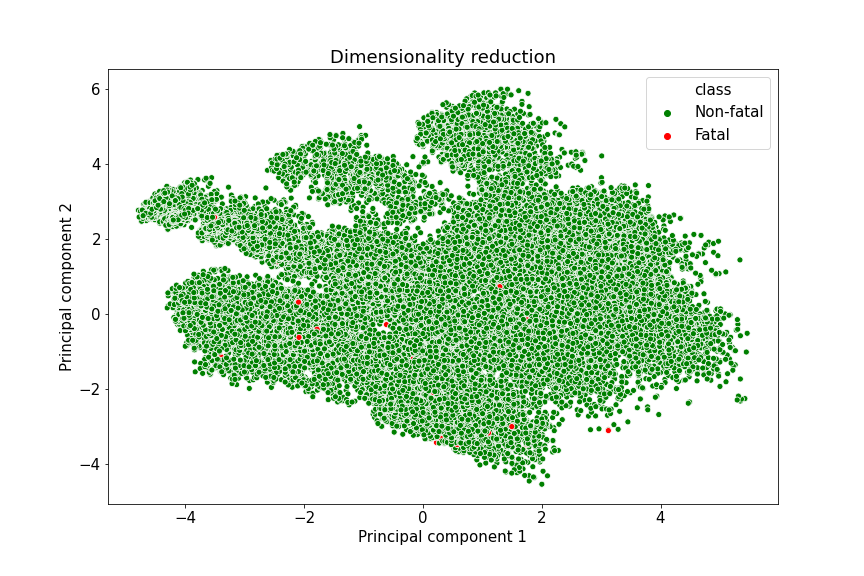 Dimensionality reduction
class
Non-fatal
Fatal
6
4
2
0
−2
−4
Principal component 2
−4
−2
0
2
4
Principal component 1